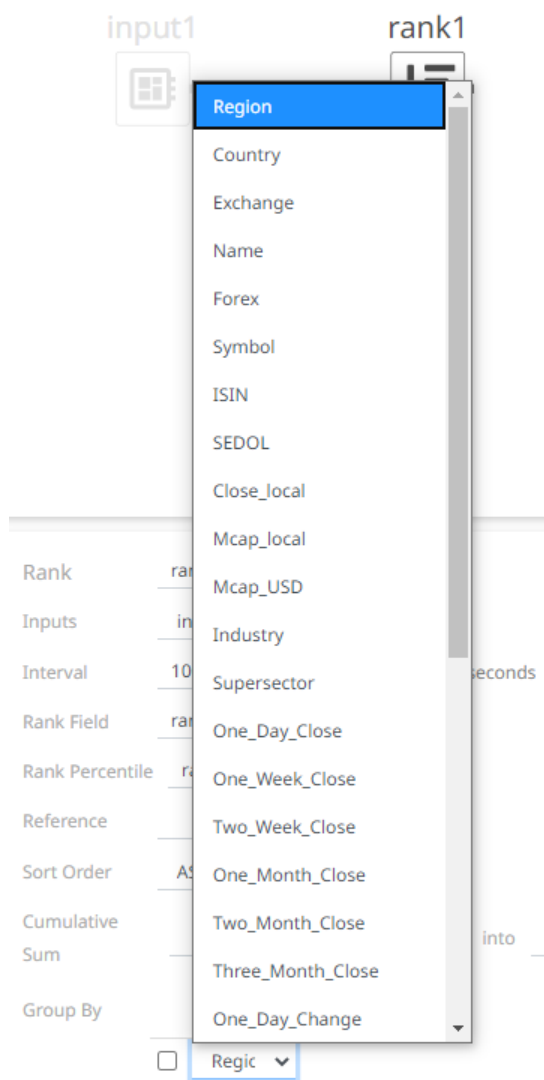 input1 rank1
Region
Country
Exchange
Name
Forex
Symbol
ISIN
SEDOL
Close_local
Mcap_local
Mcap_USD
Industry
Supersector
One_Day_Close
One_Week_Close
Two_Week_Close
One_Month_Close
Two_Month_Close
Three_Month_Close
One_Day_Change
Rank
Inputs
Interval 10 seconds
Rank Field
Rank Percentile
Reference
Sort Order
Cumulative
Sum
into
Group By